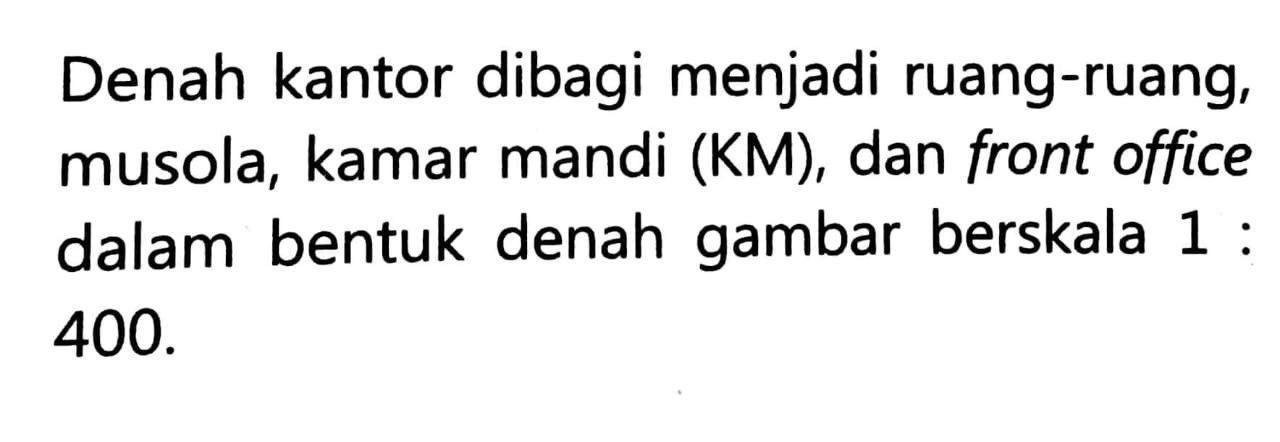 Denah kantor dibagi menjadi ruang-ruang,
musola, kamar mandi (KM), dan front office
dalam bentuk denah gambar berskala 1 :
400.